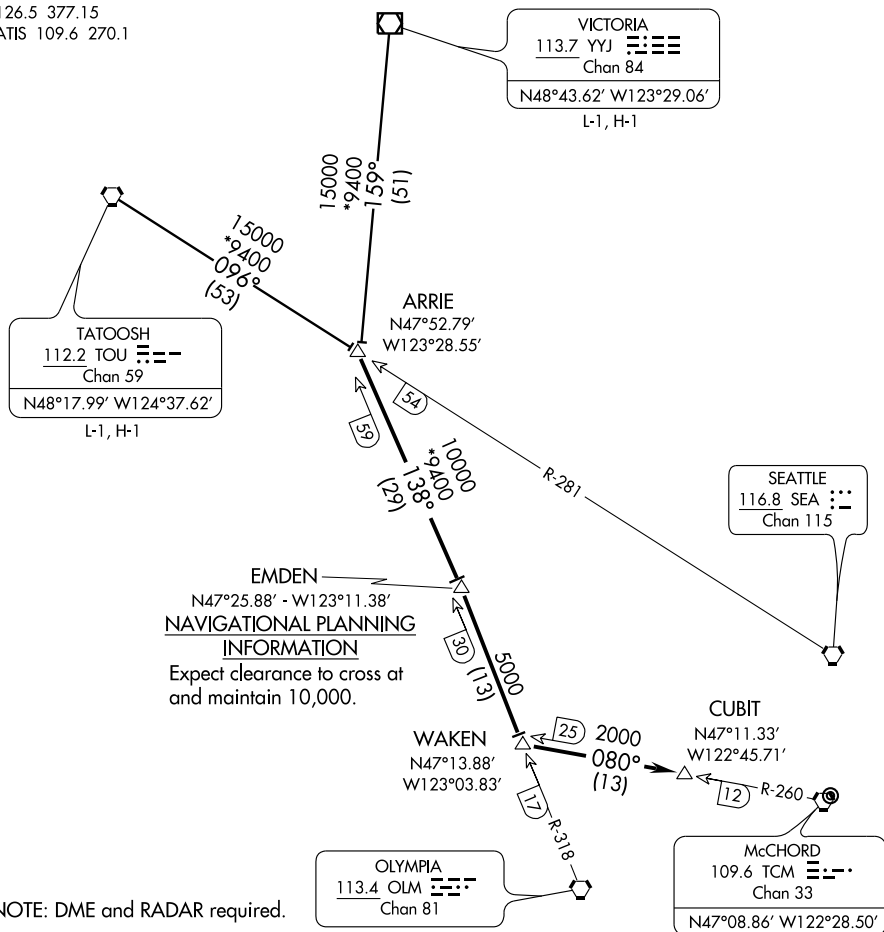 126.5 377.15
ATIS 109.6 270.1
VICTORIA
113.7 YYJ
Chan 84
N48°43.62' W123°29.06'
L-1, H-1
15000
*9400
159°
(51)
15000
*9400
096°
(53)
TATOOSH
112.2 TOU
Chan 59
N48°17.99' W124°37.62'
L-1, H-1
ARRIE
N47°52.79'
W123°28.55'
54
59
10000
*9400
138°
(29)
R-281
SEATTLE
116.8 SEA
Chan 115
EMDEN
N47°25.88' - W123°11.38'
NAVIGATIONAL PLANNING
INFORMATION
Expect clearance to cross at
and maintain 10,000.
30
(13)
5000
WAKEN
N47°13.88'
W123°03.83'
25
2000
080°
(13)
CUBIT
N47°11.33'
W122°45.71'
12
R-260
17
R-318
McCHORD
109.6 TCM
Chan 33
N47°08.86' W122°28.50'
OLYMPIA
113.4 OLM
Chan 81
NOTE: DME and RADAR required.